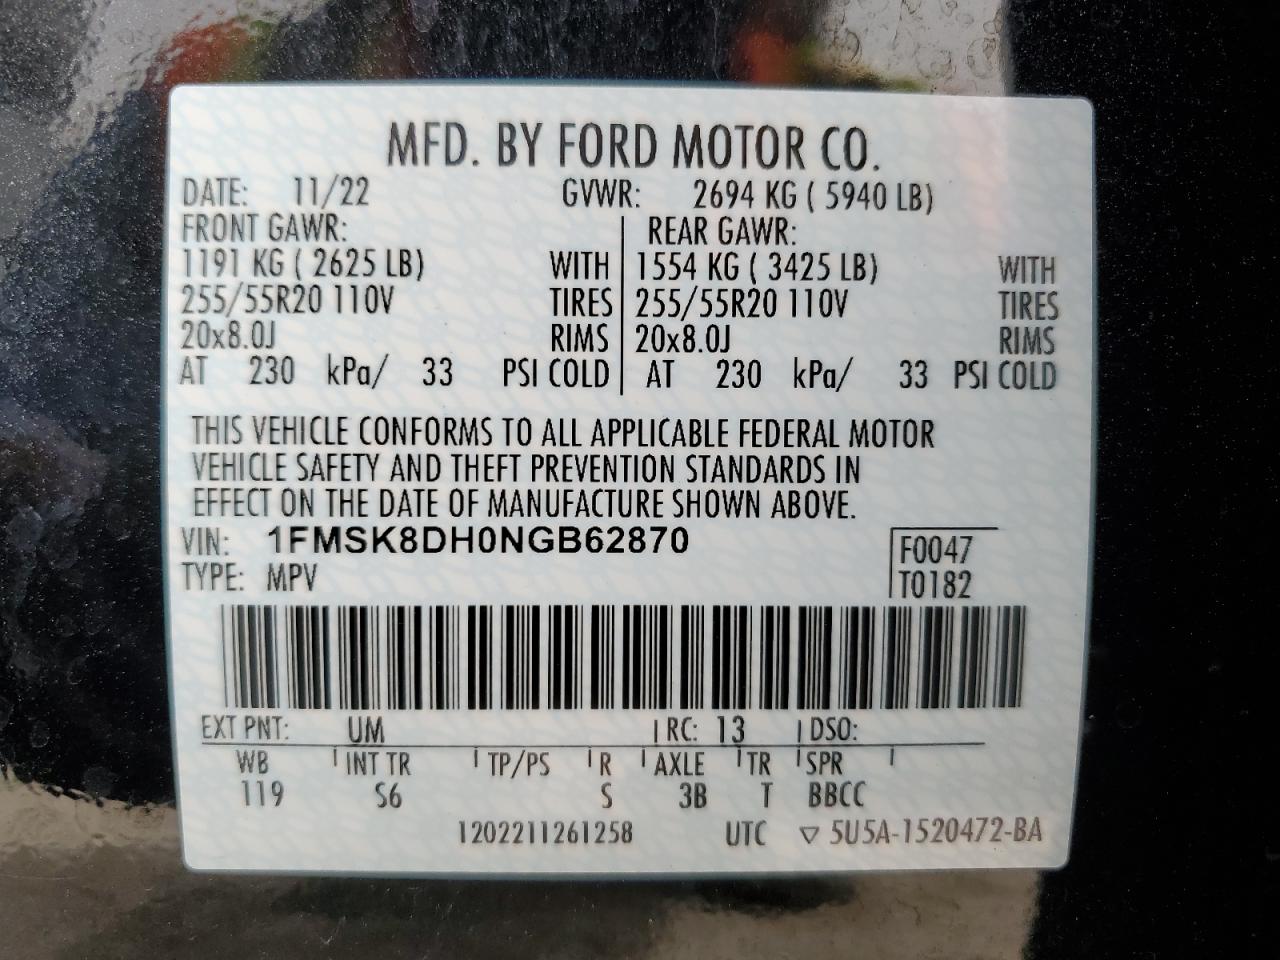 MFD. BY FORD MOTOR CO.
DATE: 11/22 GVWR: 2694 KG ( 5940 LB)
FRONT GAWR: REAR GAWR:
1191 KG ( 2625 LB) WITH 1554 KG ( 3425 LB) WITH
255/55R20 110V TIRES 255/55R20 110V TIRES
20x8.0J RIMS 20x8.0J RIMS
AT 230 kPa/ 33 PSI COLD AT 230 kPa/ 33 PSI COLD
THIS VEHICLE CONFORMS TO ALL APPLICABLE FEDERAL MOTOR
VEHICLE SAFETY AND THEFT PREVENTION STANDARDS IN
EFFECT ON THE DATE OF MANUFACTURE SHOWN ABOVE.
VIN: 1FMSK8DH0NGB62870 F0047
TYPE: MPV T0182
EXT PNT: UM RC: 13 DSO:
WB INT TR TP/PS R AXLE TR SPR
119 S6 S 3B T BBCC
1202211261258 UTC ▽ 5U5A-1520472-BA